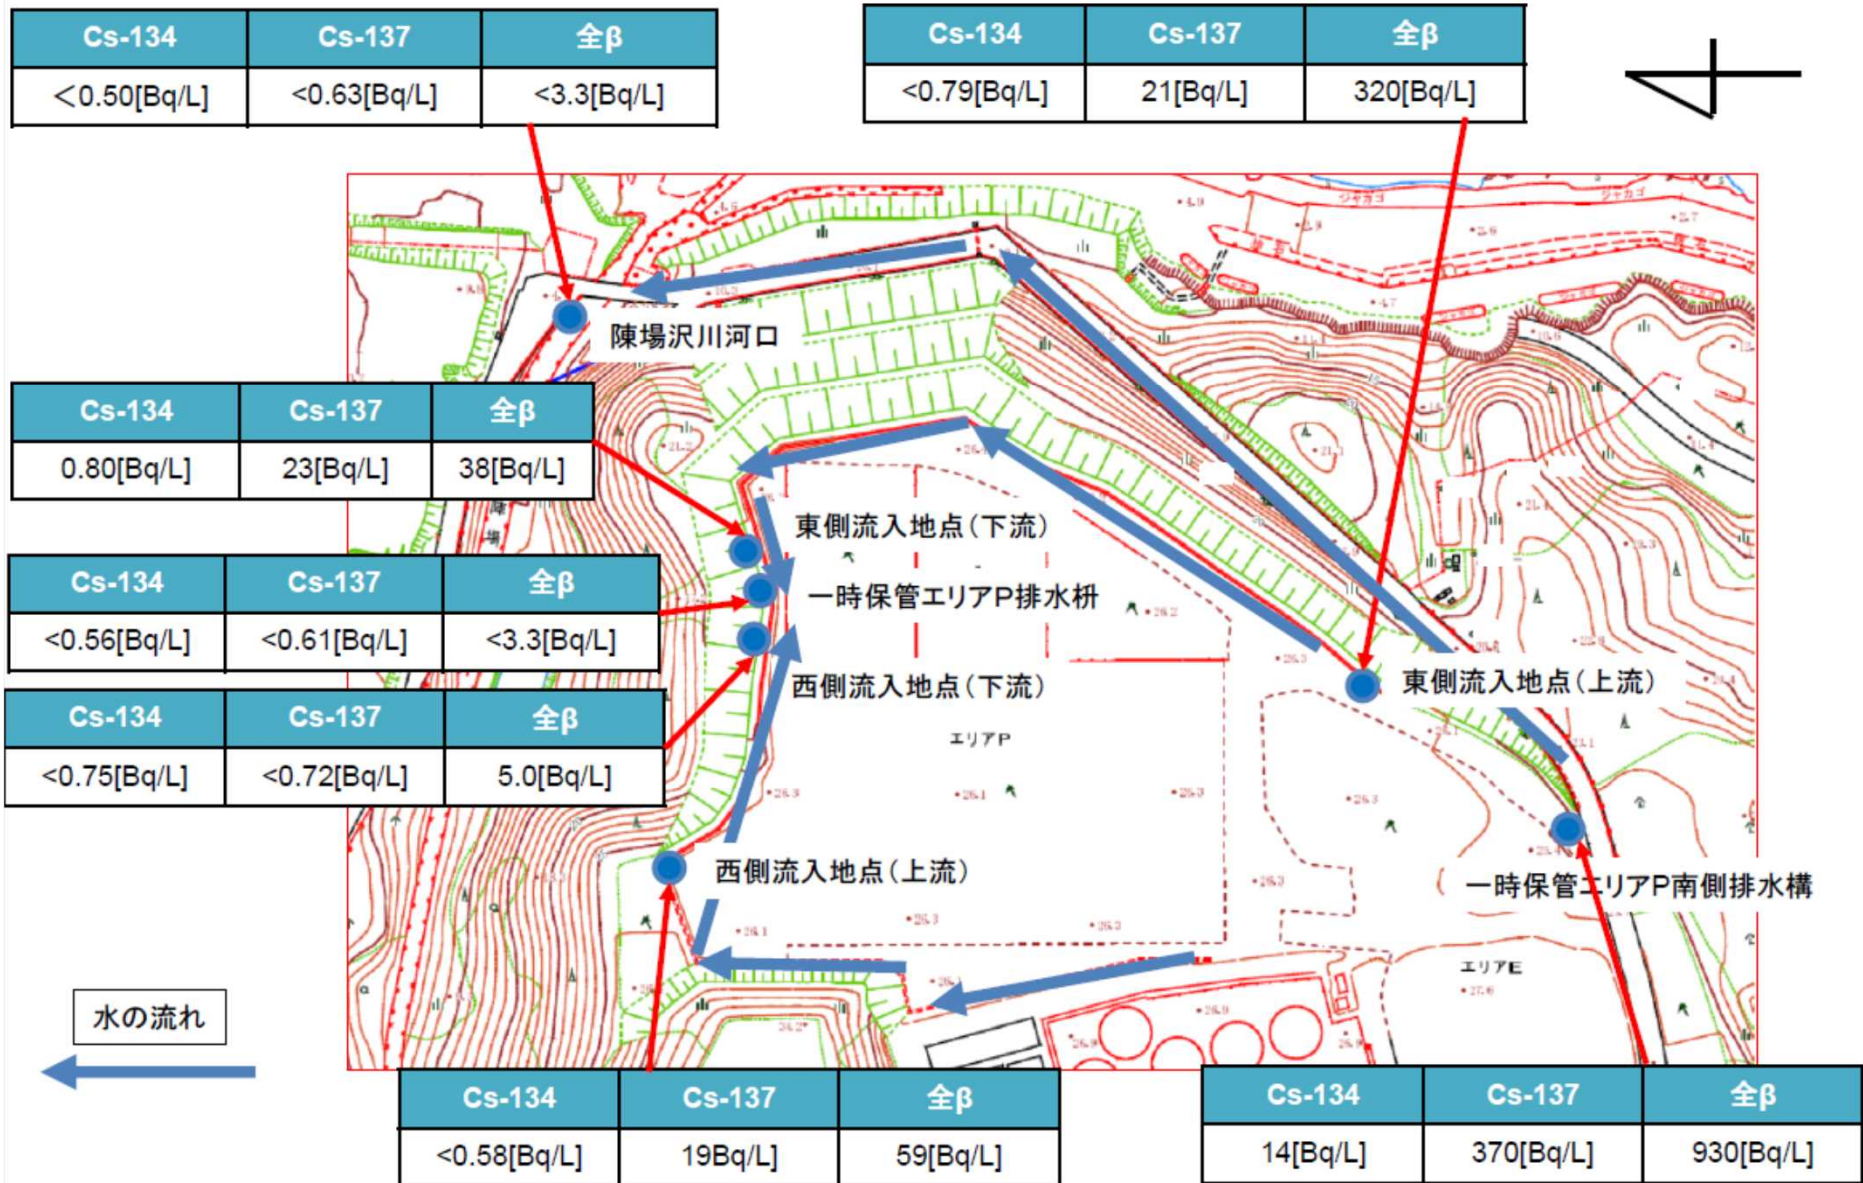 Cs-134 Cs-137 全β
＜0.50[Bq/L] <0.63[Bq/L] <3.3[Bq/L]
Cs-134 Cs-137 全β
<0.79[Bq/L] 21[Bq/L] 320[Bq/L]
ジャカゴ
ジャカゴ
陳場沢川河口
Cs-134 Cs-137 全β
0.80[Bq/L] 23[Bq/L] 38[Bq/L]
東側流入地点（下流）
Cs-134 Cs-137 全β
<0.56[Bq/L] <0.61[Bq/L] <3.3[Bq/L]
一時保管エリアP排水枡
西側流入地点（下流）
東側流入地点（上流）
Cs-134 Cs-137 全β
<0.75[Bq/L] <0.72[Bq/L] 5.0[Bq/L]
エリアP
西側流入地点（上流）
一時保管エリアP南側排水構
エリアE
水の流れ
Cs-134 Cs-137 全β
<0.58[Bq/L] 19Bq/L] 59[Bq/L]
Cs-134 Cs-137 全β
14[Bq/L] 370[Bq/L] 930[Bq/L]